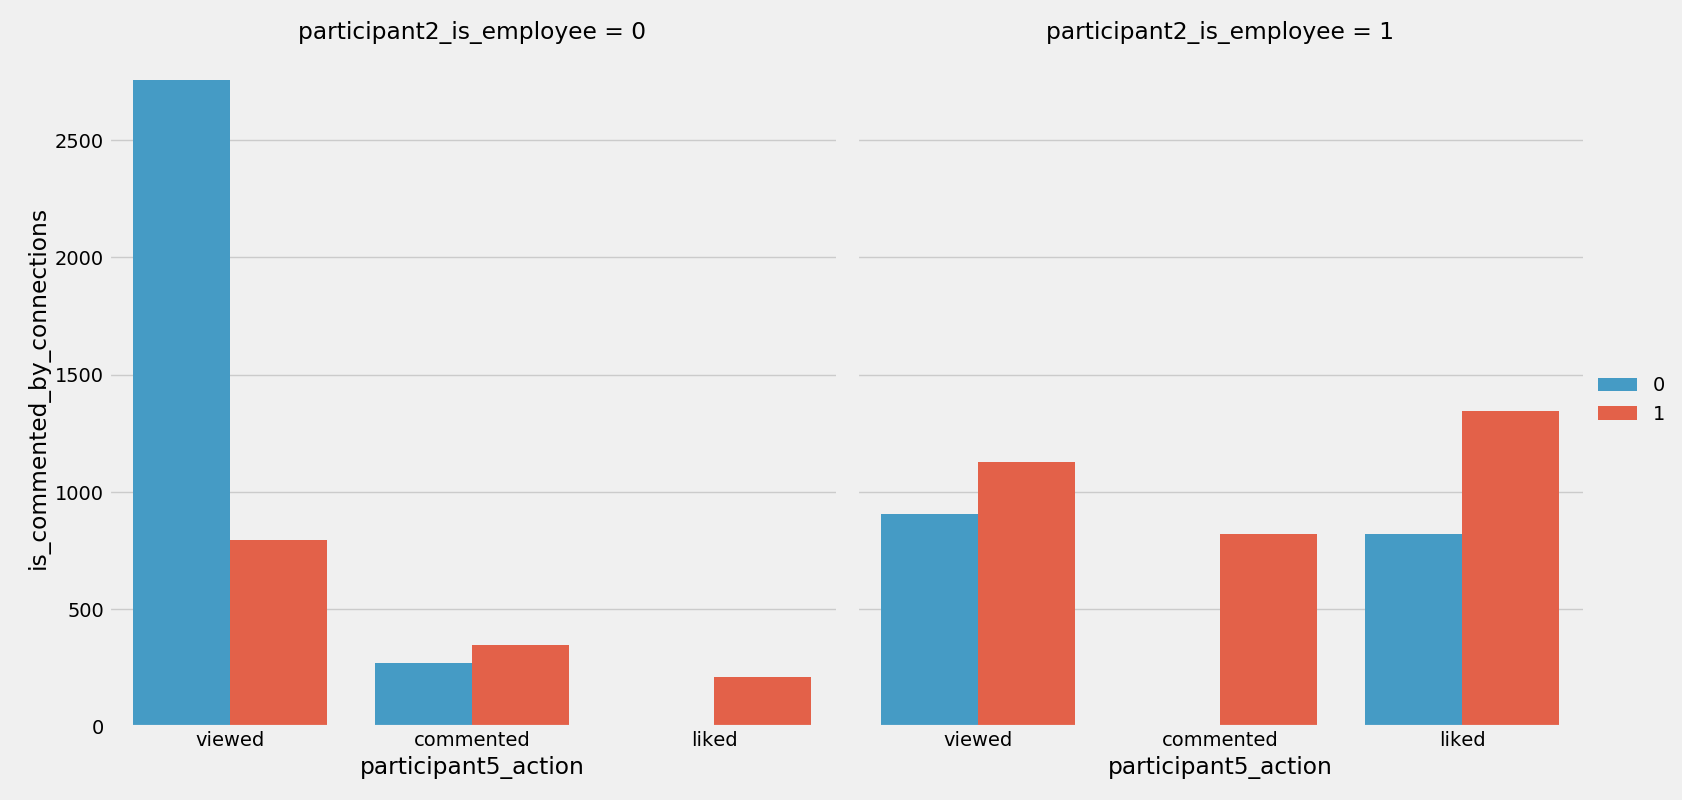 participant2_is_employee = 0
participant2_is_employee = 1
is_commented_by_connections
2500
2000
1500
1000
500
0
viewed
commented
liked
participant5_action
viewed
commented
liked
participant5_action
0
1